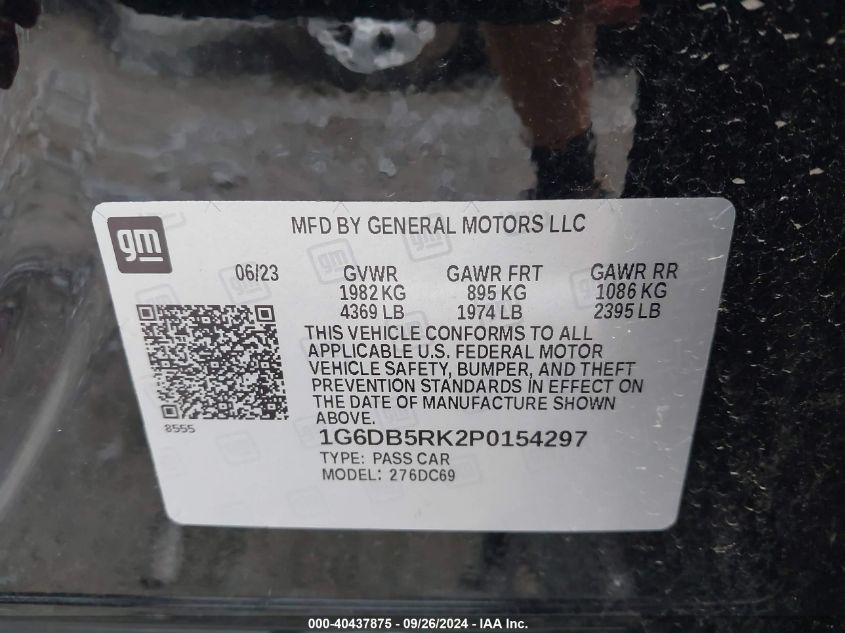 gm
MFD BY GENERAL MOTORS LLC
06/23 GVWR GAWR FRT GAWR RR
1982 KG 895 KG 1086 KG
4369 LB 1974 LB 2395 LB
THIS VEHICLE CONFORMS TO ALL
APPLICABLE U.S. FEDERAL MOTOR
VEHICLE SAFETY, BUMPER, AND THEFT
PREVENTION STANDARDS IN EFFECT ON
THE DATE OF MANUFACTURE SHOWN
ABOVE.
8555
1G6DB5RK2P0154297
TYPE: PASS CAR
MODEL: 276DC69
000-40437875 - 09/26/2024 - IAA Inc.